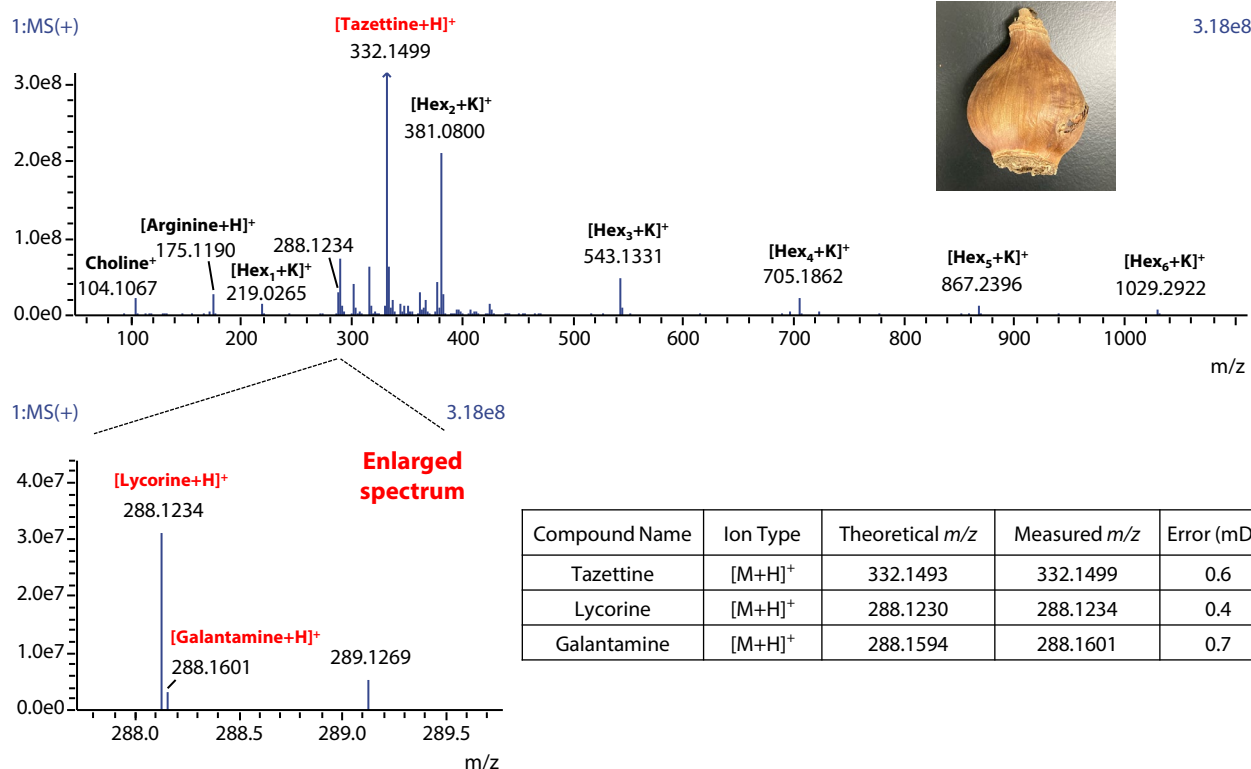 1:MS(+)
[Tazettine+H]⁺
3.18e8
332.1499
3.0e8
[Hex₂+K]⁺
381.0800
2.0e8
[Arginine+H]⁺
175.1190
288.1234
[Hex₃+K]⁺
543.1331
1.0e8
Choline⁺
104.1067
[Hex₁+K]⁺
219.0265
[Hex₄+K]⁺
705.1862
[Hex₅+K]⁺
867.2396
[Hex₆+K]⁺
1029.2922
0.0e0
100 200 300 400 500 600 700 800 900 1000
m/z
1:MS(+)
3.18e8
Enlarged
spectrum
4.0e7
[Lycorine+H]⁺
288.1234
3.0e7
2.0e7
[Galantamine+H]⁺
288.1601
289.1269
1.0e7
0.0e0
288.0 288.5 289.0 289.5
m/z
Compound Name Ion Type Theoretical m/z Measured m/z Error (mD
Tazettine [M+H]⁺ 332.1493 332.1499 0.6
Lycorine [M+H]⁺ 288.1230 288.1234 0.4
Galantamine [M+H]⁺ 288.1594 288.1601 0.7